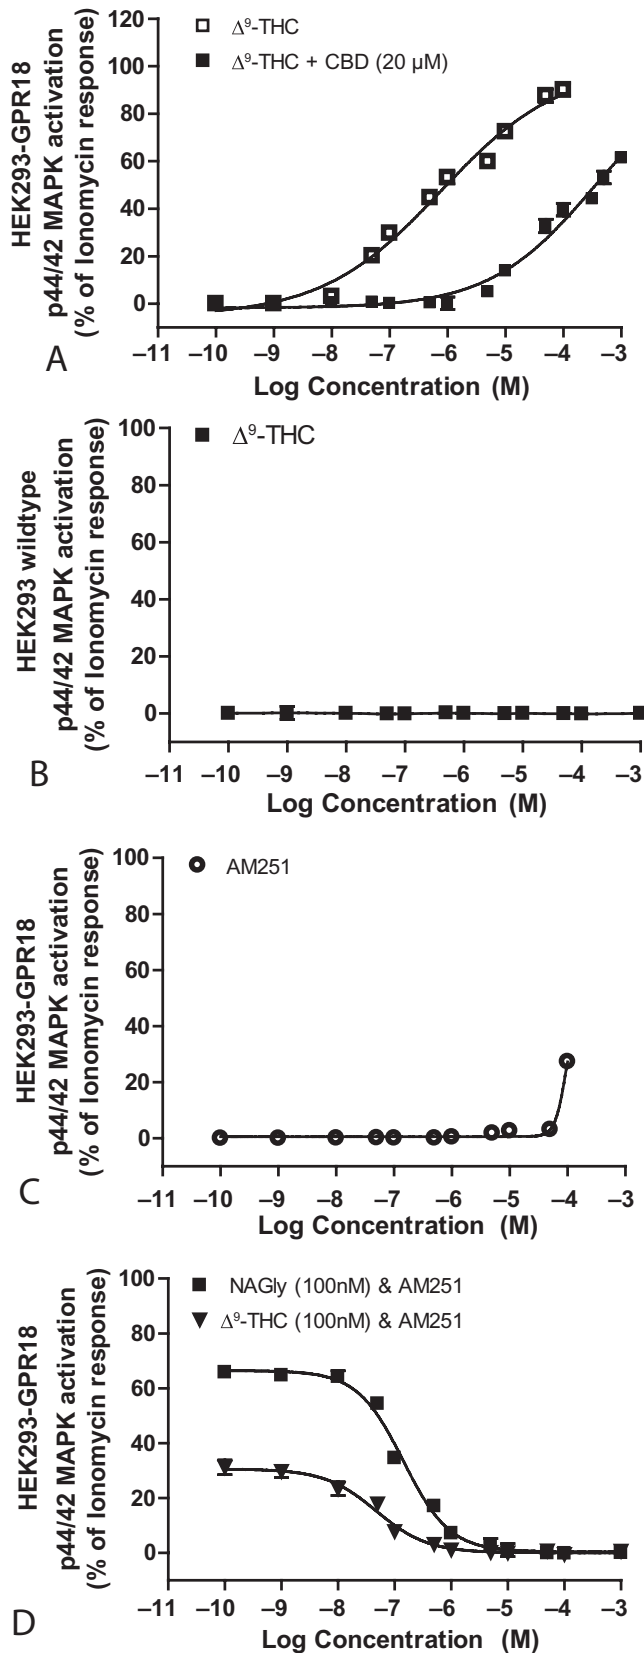 Δ⁹-THC
Δ⁹-THC + CBD (20 µM)
HEK293-GPR18
p44/42 MAPK activation
(% of Ionomycin response)
120
100
80
60
40
20
0
–11 –10 –9 –8 –7 –6 –5 –4 –3
Log Concentration (M)
A
Δ⁹-THC
HEK293 wildtype
p44/42 MAPK activation
(% of Ionomycin response)
100
80
60
40
20
0
–11 –10 –9 –8 –7 –6 –5 –4 –3
Log Concentration (M)
B
AM251
HEK293-GPR18
p44/42 MAPK activation
(% of Ionomycin response)
100
80
60
40
20
0
–11 –10 –9 –8 –7 –6 –5 –4 –3
Log Concentration (M)
C
NAGly (100nM) & AM251
Δ⁹-THC (100nM) & AM251
HEK293-GPR18
p44/42 MAPK activation
(% of Ionomycin response)
100
80
60
40
20
0
–11 –10 –9 –8 –7 –6 –5 –4 –3
Log Concentration (M)
D